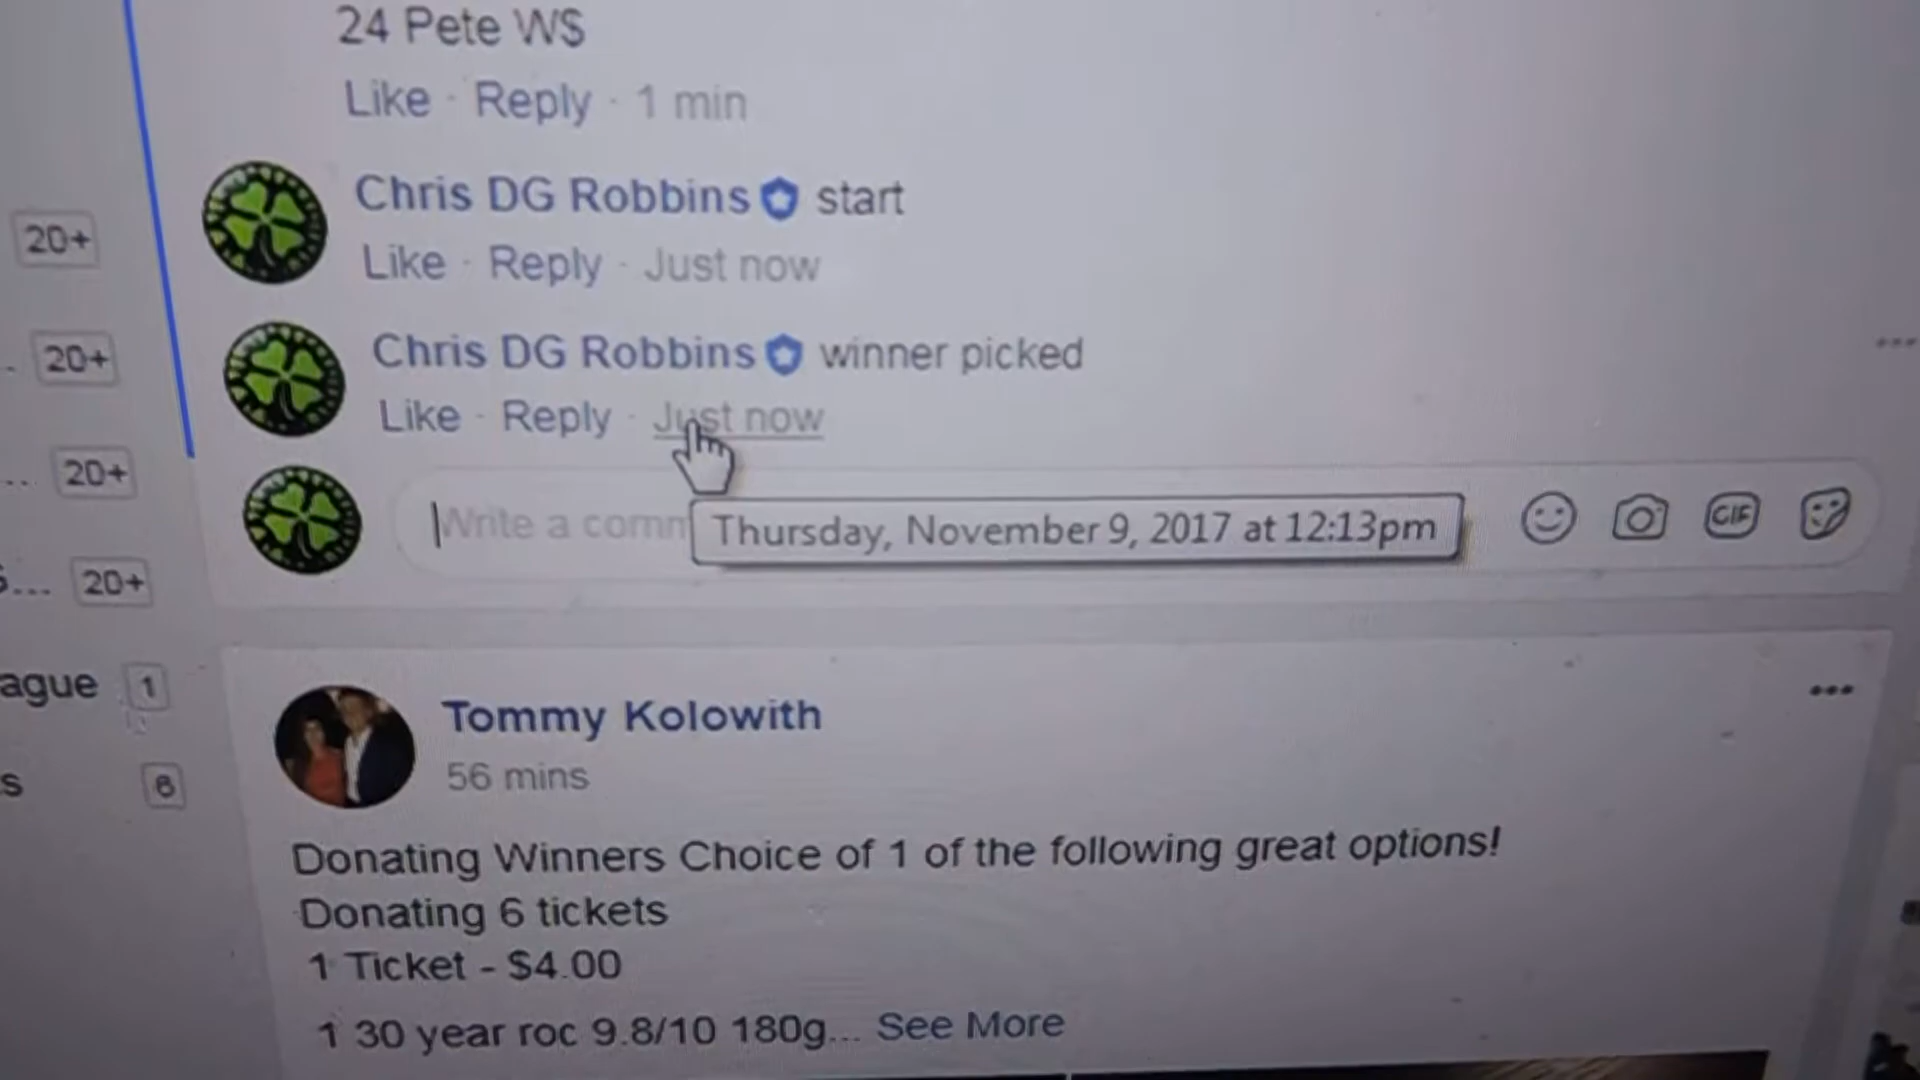 24 Pete W$
Like · Reply · 1 min
Chris DG Robbins start
20+
Like · Reply · Just now
Chris DG Robbins winner picked
20+
Like · Reply · Just now
20+
Write a comm
Thursday, November 9, 2017 at 12:13pm
GIF
20+
ague 1
Tommy Kolowith
56 mins
s 6
Donating Winners Choice of 1 of the following great options!
Donating 6 tickets
1 Ticket - $4.00
1 30 year roc 9.8/10 180g... See More